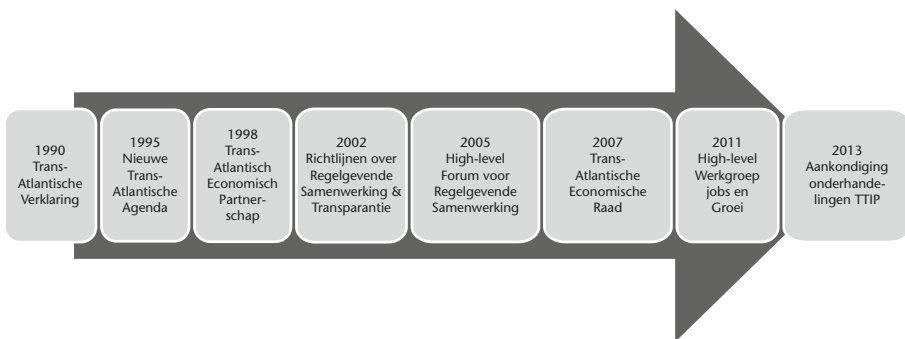 1990
Trans-
Atlantische
Verklaring
1995
Nieuwe
Trans-
Atlantische
Agenda
1998
Trans-
Atlantisch
Economisch
Partner-
schap
2002
Richtlijnen over
Regelgevende
Samenwerking &
Transparantie
2005
High-level
Forum voor
Regelgevende
Samenwerking
2007
Trans-
Atlantische
Economische
Raad
2011
High-level
Werkgroep
jobs en
Groei
2013
Aankondiging
onderhande-
lingen TTIP